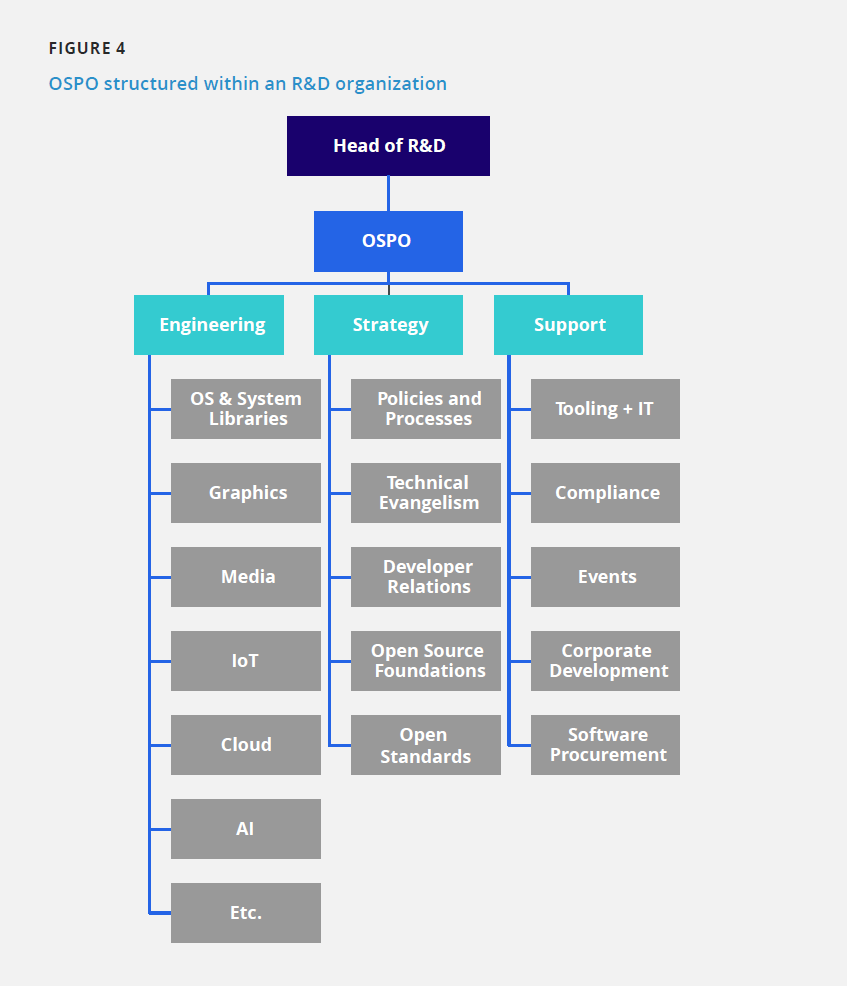 FIGURE 4
OSPO structured within an R&D organization
Head of R&D
OSPO
Engineering
OS & System
Libraries
Graphics
Media
IoT
Cloud
AI
Etc.
Strategy
Policies and
Processes
Technical
Evangelism
Developer
Relations
Open Source
Foundations
Open
Standards
Support
Tooling + IT
Compliance
Events
Corporate
Development
Software
Procurement